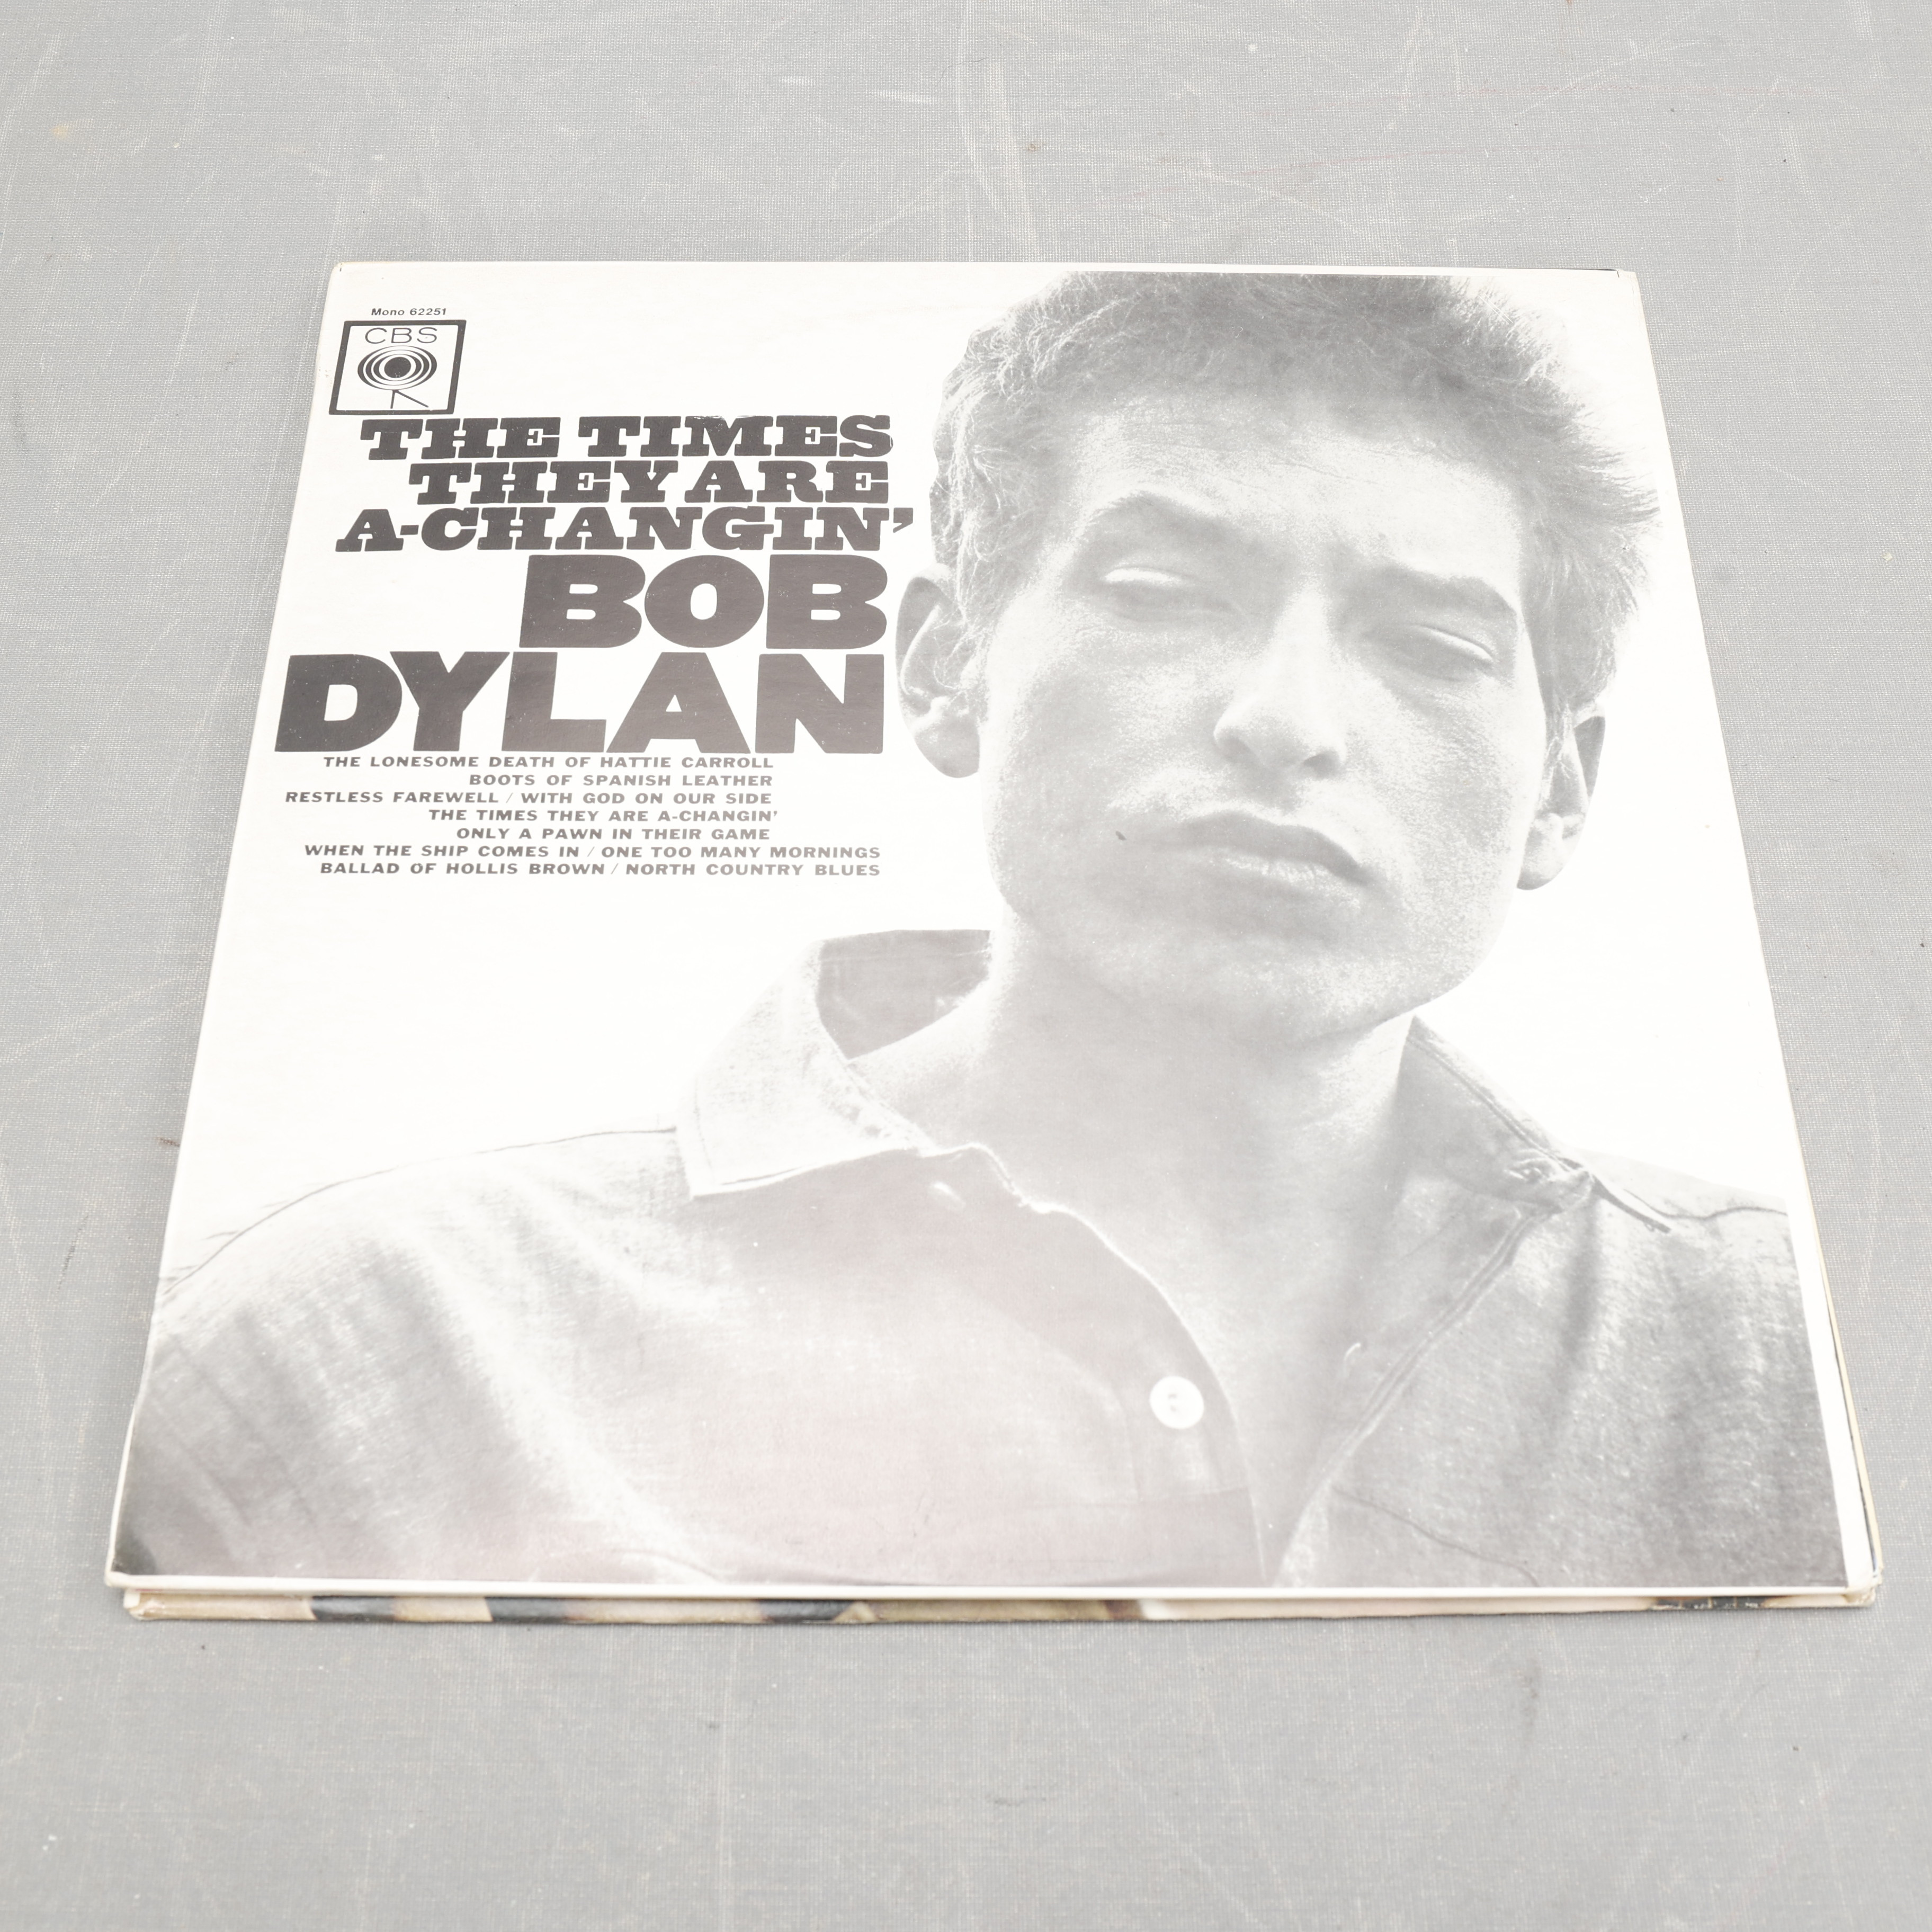 Mono 62251
CBS
THE TIMES
THEY ARE
A-CHANGIN'
BOB
DYLAN
THE LONESOME DEATH OF HATTIE CARROLL
BOOTS OF SPANISH LEATHER
RESTLESS FAREWELL / WITH GOD ON OUR SIDE
THE TIMES THEY ARE A-CHANGIN'
ONLY A PAWN IN THEIR GAME
WHEN THE SHIP COMES IN / ONE TOO MANY MORNINGS
BALLAD OF HOLLIS BROWN / NORTH COUNTRY BLUES